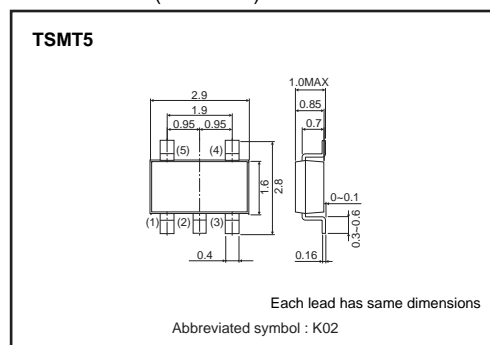 TSMT5
1.0MAX
2.9
0.85
1.9
0.7
0.95 0.95
(5) (4)
1.6
2.8
0~0.1
(1) (2) (3)
0.3~0.6
0.4
0.16
Each lead has same dimensions
Abbreviated symbol : K02